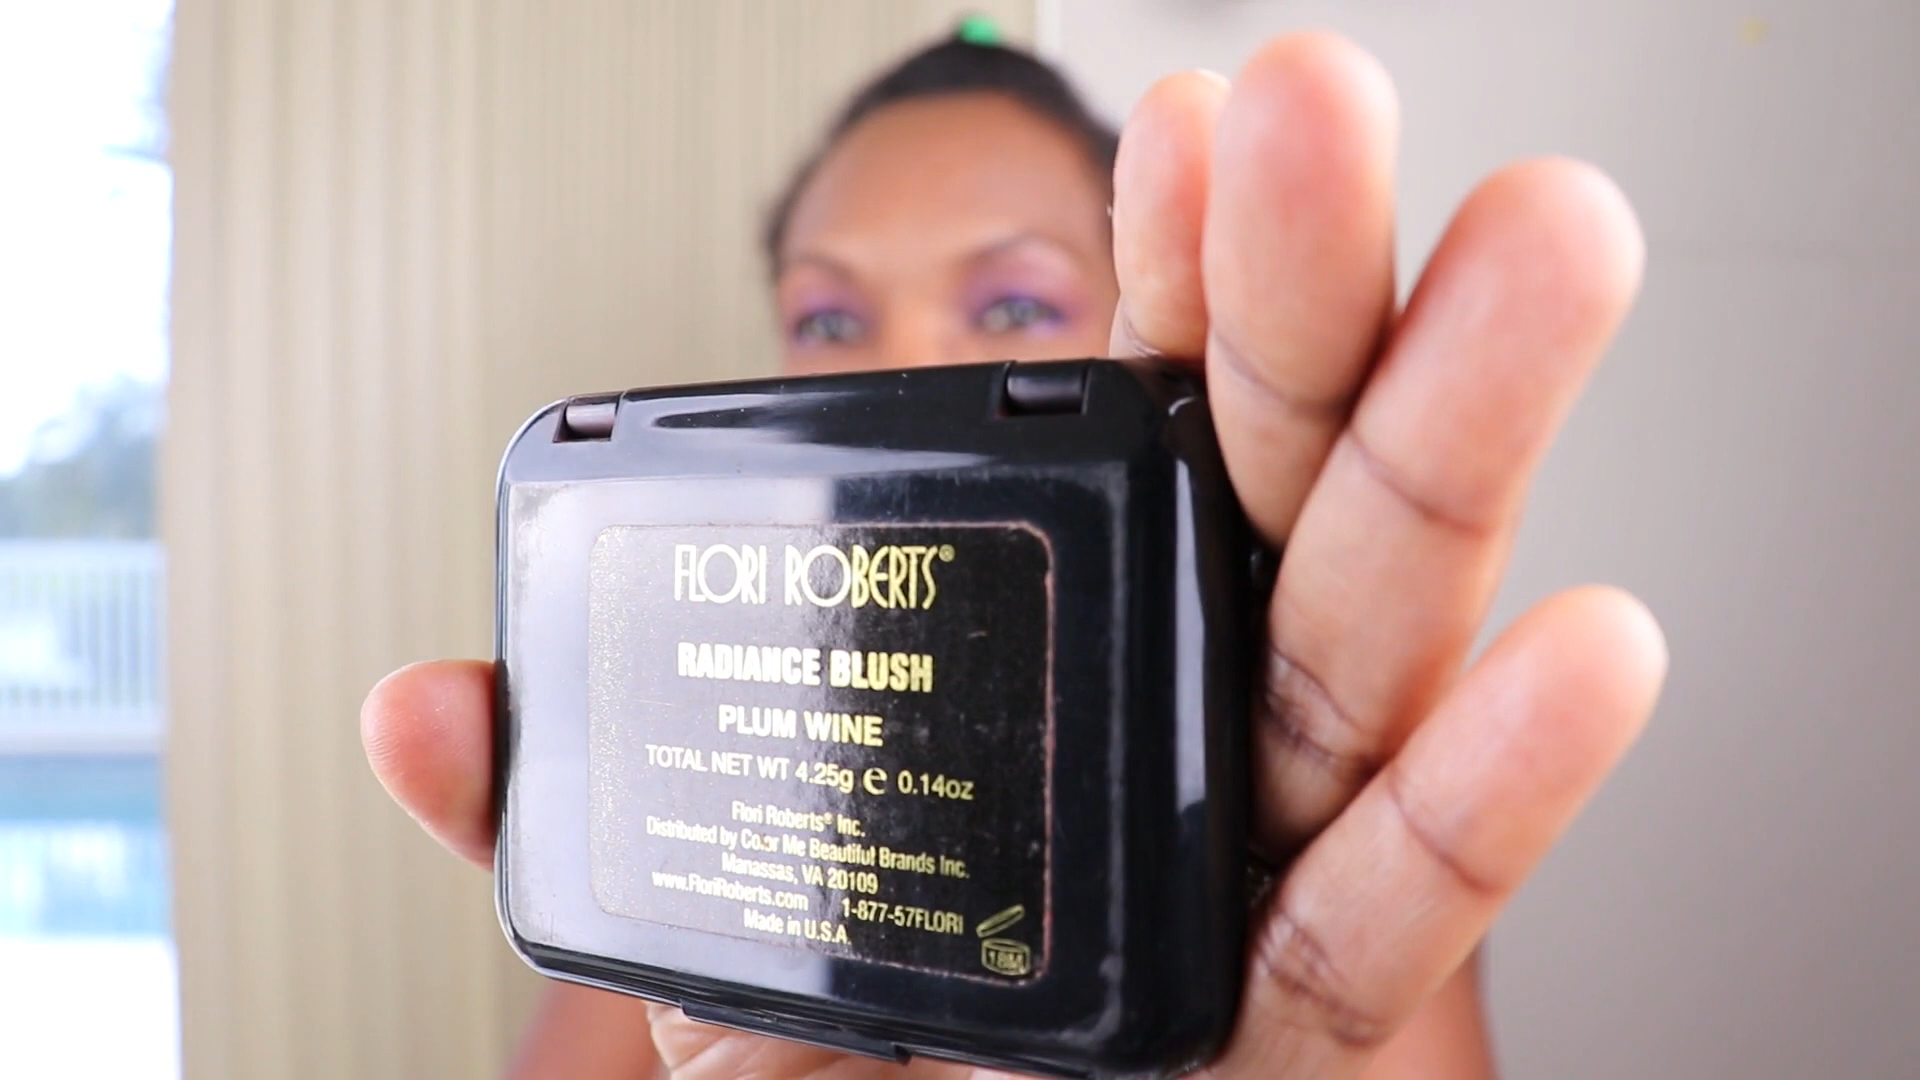 FLORI ROBERTS®
RADIANCE BLUSH
PLUM WINE
TOTAL NET WT 4.25g ℮ 0.14oz
Flori Roberts® Inc.
Distributed by Color Me Beautiful Brands Inc.
Manassas, VA 20109
www.FloriRoberts.com 1-877-57FLORI
Made in U.S.A.
18M